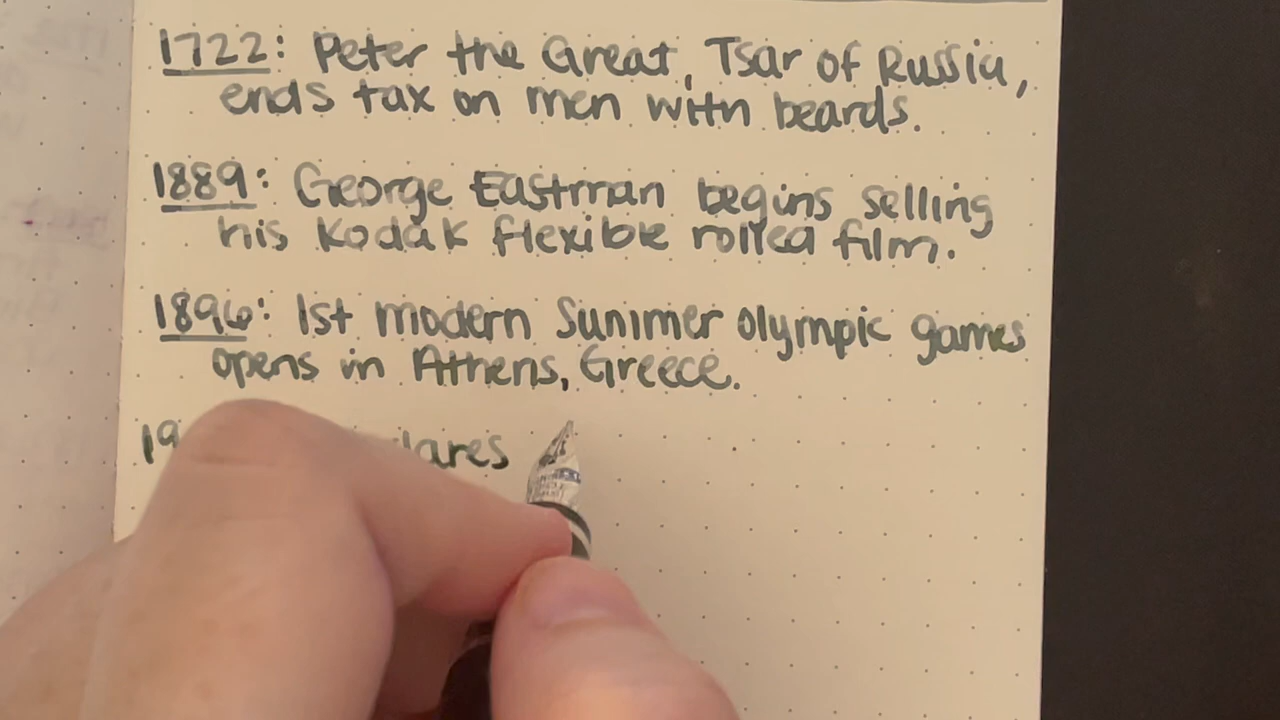 1722: Peter the Great, Tsar of Russia,
ends tax on men with beards.
1889: George Eastman begins selling
his Kodak flexible rolled film.
1896: 1st modern Summer Olympic games
opens in Athens, Greece.